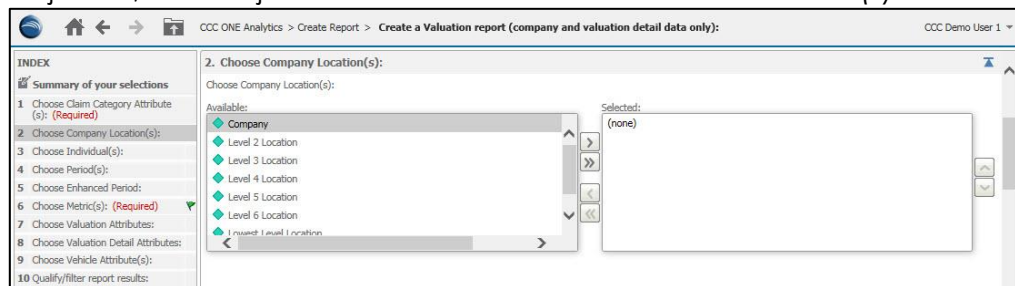 CCC ONE Analytics > Create Report > Create a Valuation report (company and valuation detail data only):
CCC Demo User 1
INDEX
Summary of your selections
1 Choose Claim Category Attribute
(s): (Required)
2 Choose Company Location(s):
3 Choose Individual(s):
4 Choose Period(s):
5 Choose Enhanced Period:
6 Choose Metric(s): (Required)
7 Choose Valuation Attributes:
8 Choose Valuation Detail Attributes:
9 Choose Vehicle Attribute(s):
10 Qualify/filter report results:
2. Choose Company Location(s):
Choose Company Location(s):
Available:
Company
Level 2 Location
Level 3 Location
Level 4 Location
Level 5 Location
Level 6 Location
Lowest Level Location
Selected:
(none)